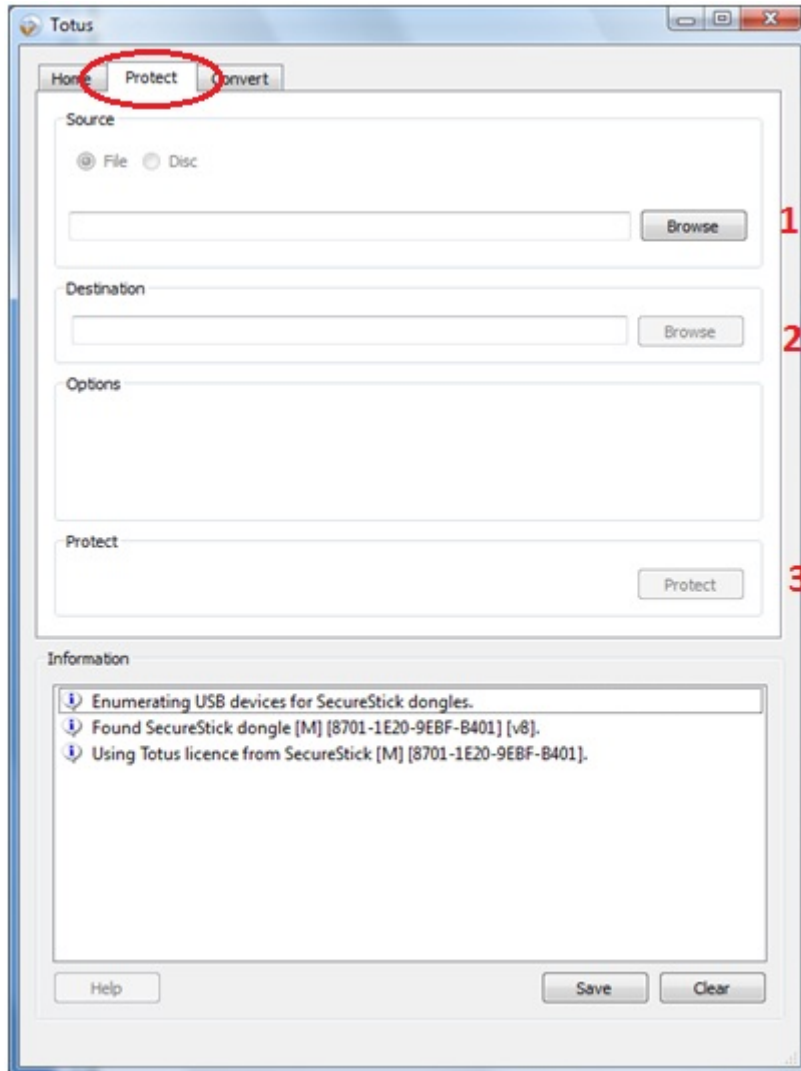 Totus
Home Protect Convert
Source
File Disc
Browse 1
Destination
Browse 2
Options
Protect
Protect 3
Information
Enumerating USB devices for SecureStick dongles.
Found SecureStick dongle [M] [8701-1E20-9EBF-B401] [v8].
Using Totus licence from SecureStick [M] [8701-1E20-9EBF-B401].
Help Save Clear